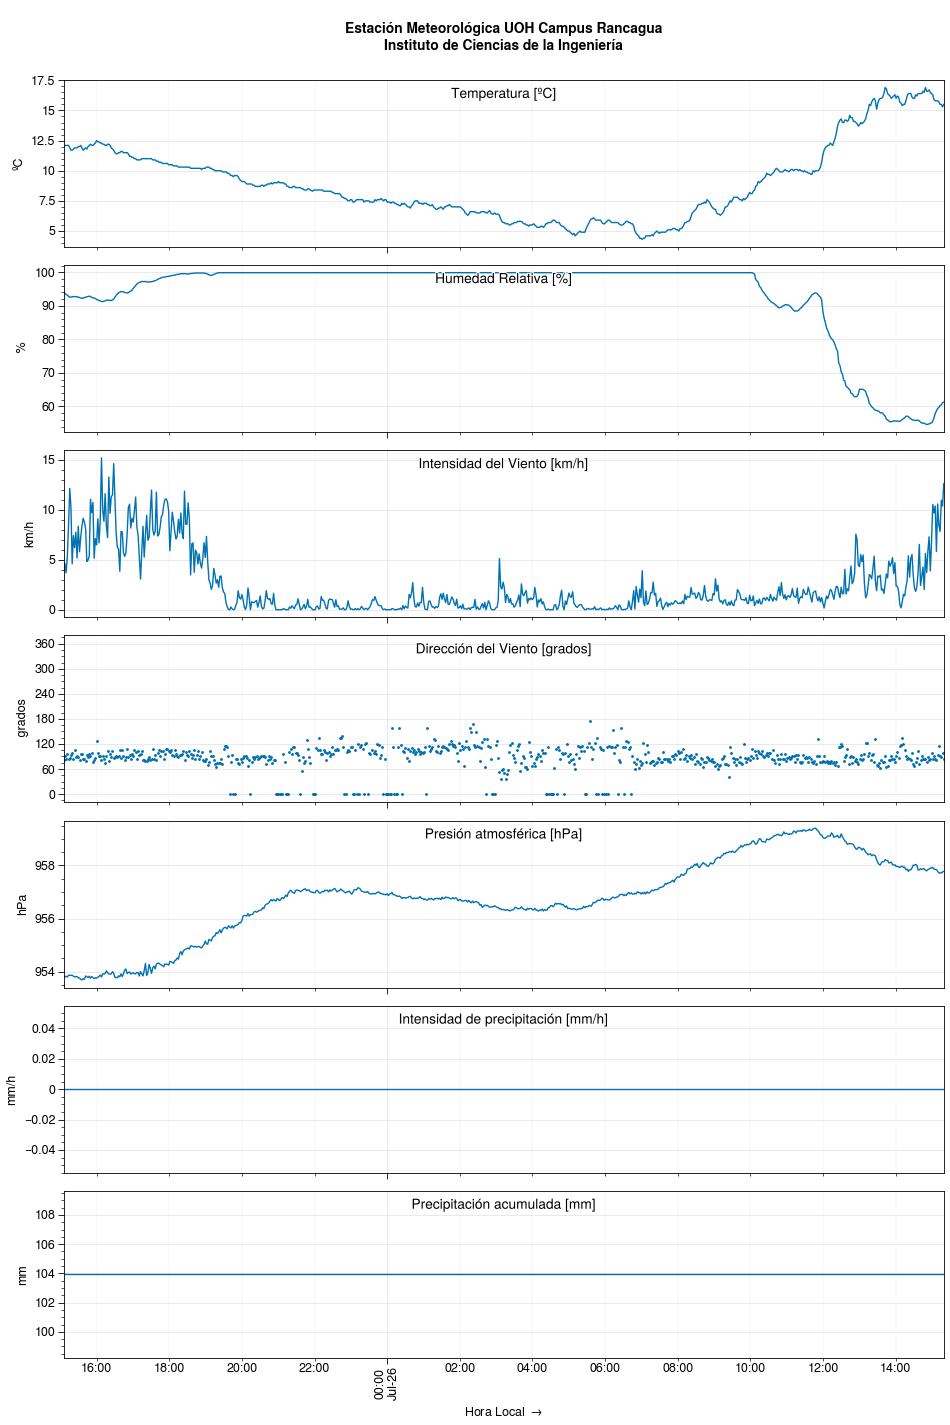 Estación Meteorológica UOH Campus Rancagua
Instituto de Ciencias de la Ingeniería
Temperatura [ºC]
17.5
15
12.5
10
7.5
5
ºC
Humedad Relativa [%]
100
90
80
70
60
%
Intensidad del Viento [km/h]
15
10
5
0
km/h
Dirección del Viento [grados]
360
300
240
180
120
60
0
grados
Presión atmosférica [hPa]
958
956
954
hPa
Intensidad de precipitación [mm/h]
0.04
0.02
0
−0.02
−0.04
mm/h
Precipitación acumulada [mm]
108
106
104
102
100
mm
16:00
18:00
20:00
22:00
00:00
Jul-26
02:00
04:00
06:00
08:00
10:00
12:00
14:00
Hora Local →